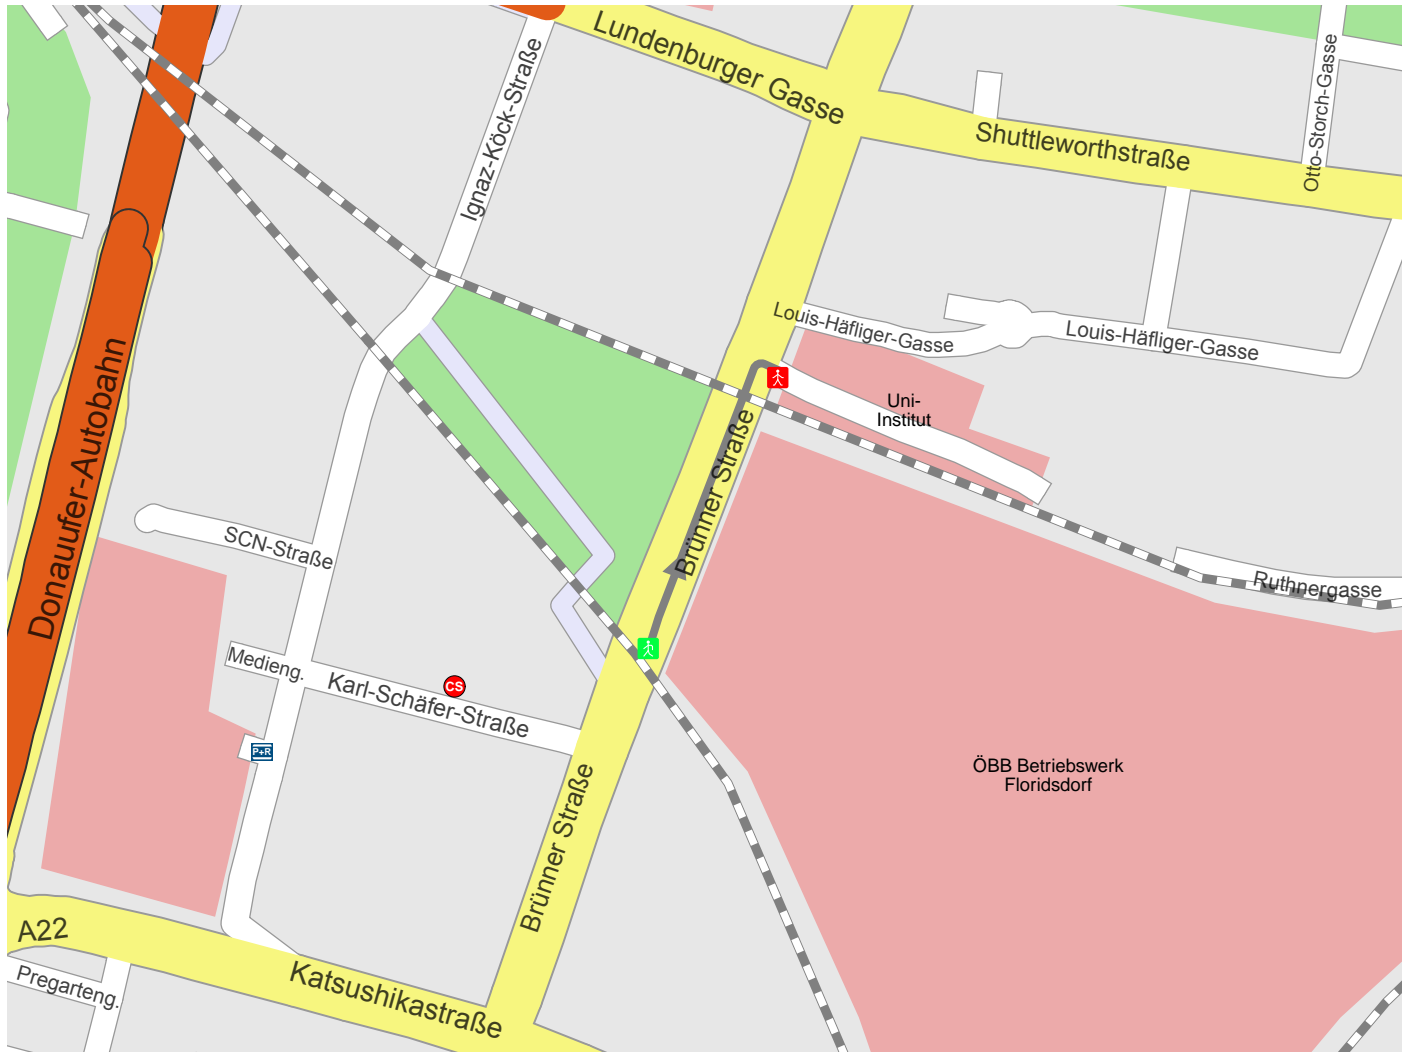 Lundenburger Gasse
Ignaz-Köck-Straße
Shuttleworthstraße
Otto-Storch-Gasse
Louis-Häfliger-Gasse
Louis-Häfliger-Gasse
Donauufer-Autobahn
Uni-
Institut
Brünner Straße
SCN-Straße
Ruthnergasse
Medieng.
Karl-Schäfer-Straße
CS
P+R
ÖBB Betriebswerk
Floridsdorf
Brünner Straße
A22
Pregarteng.
Katsushikastraße